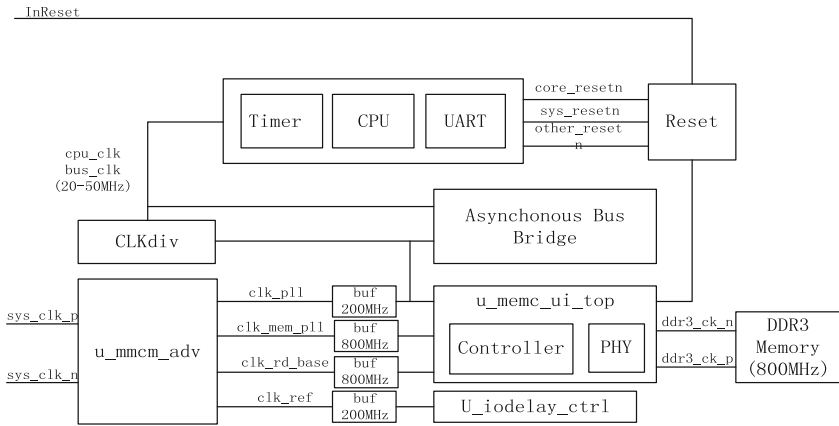 InReset
core_resetn
Timer
CPU
UART
sys_resetn
Reset
other_reset
n
cpu_clk
bus_clk
(20-50MHz)
Asynchonous Bus
Bridge
CLKdiv
clk_pll
buf
200MHz
u_memc_ui_top
sys_clk_p
clk_mem_pll
buf
800MHz
ddr3_ck_n
DDR3
Memory
(800MHz)
u_mmcm_adv
Controller
PHY
clk_rd_base
buf
800MHz
ddr3_ck_p
sys_clk_n
clk_ref
buf
200MHz
U_iodelay_ctrl